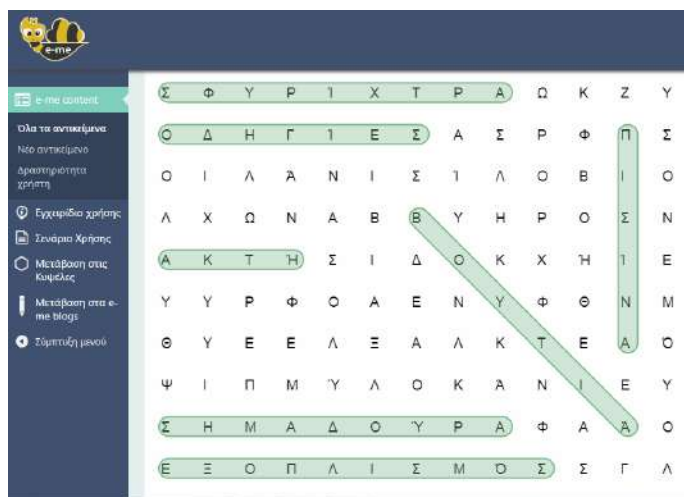 e-me
e-me content
Όλα τα αντικείμενα
Νέο αντικείμενο
Δραστηριότητα
χρήστη
Εγχειρίδιο χρήσης
Σενάριο Χρήσης
Μετάβαση στις
Κυψέλες
Μετάβαση στα e-
me blogs
Σύμπτυξη μενού
Σ Φ Υ Ρ Ί Χ Τ Ρ Α Ω Κ Ζ Υ
Ο Δ Η Γ Ί Ε Σ Α Σ Ρ Φ Π Σ
Ο Ι Λ Ά Ν Ι Σ Ί Λ Ο Β Ι Ο
Λ Χ Ω Ν Α Β Β Υ Η Ρ Ο Σ Ν
Α Κ Τ Ή Σ Ι Δ Ο Κ Χ Ή Ί Ε
Υ Υ Ρ Φ Ο Α Ε Ν Υ Φ Θ Ν Μ
Θ Υ Ε Ε Λ Ξ Α Λ Κ Τ Ε Α Ό
Ψ Ι Π Μ Ύ Λ Ο Κ Ά Ν Ι Ε Υ
Σ Η Μ Α Δ Ο Ύ Ρ Α Φ Α Ά Ο
Ε Ξ Ο Π Λ Ι Σ Μ Ό Σ Σ Γ Λ